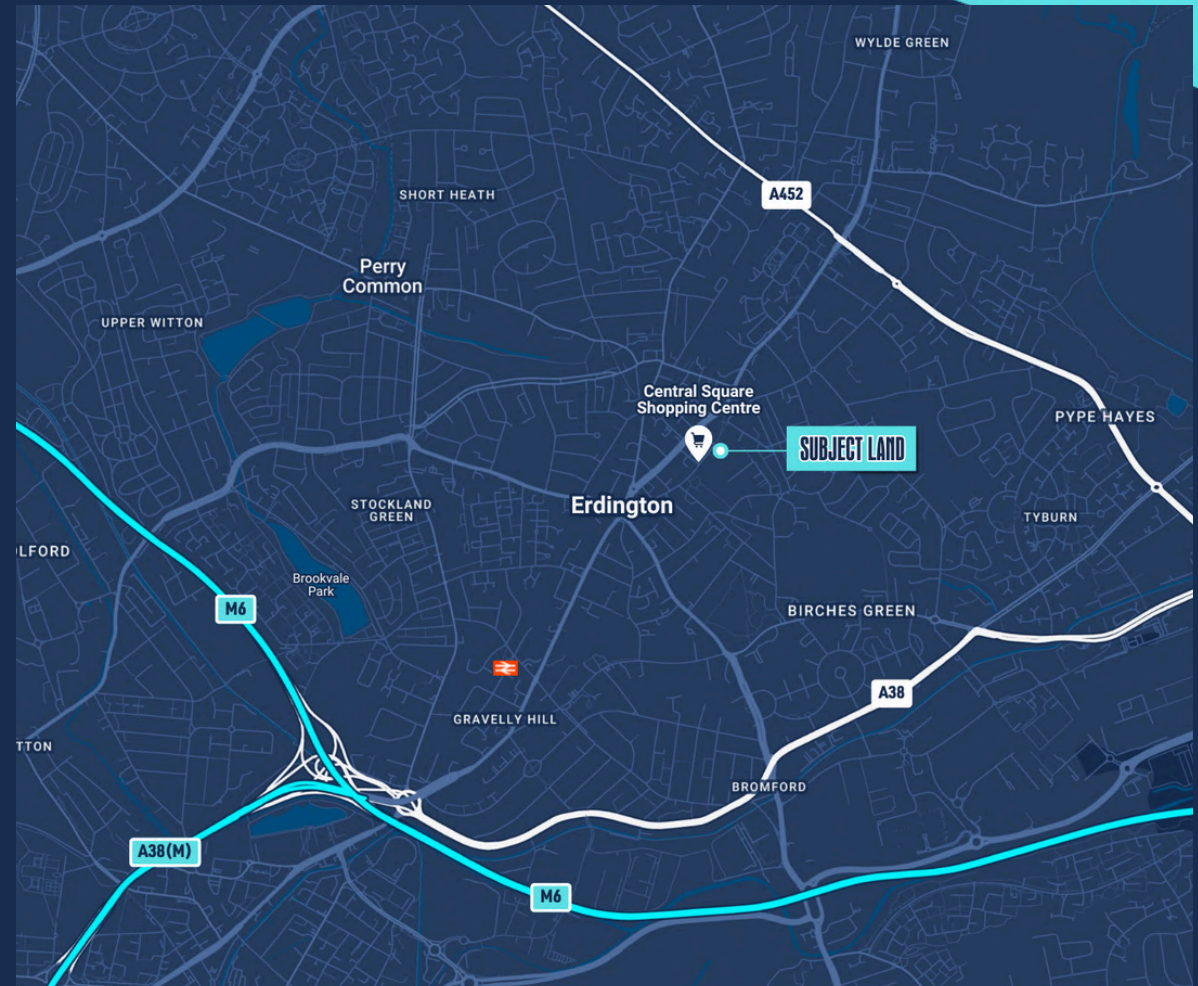 WYLDE GREEN
A452
SHORT HEATH
Perry
Common
UPPER WITTON
Central Square
Shopping Centre
SUBJECT LAND
PYPE HAYES
STOCKLAND
GREEN
Erdington
TYBURN
OLFORD
Brookvale
Park
M6
BIRCHES GREEN
A38
GRAVELLY HILL
TTON
BROMFORD
A38(M)
M6